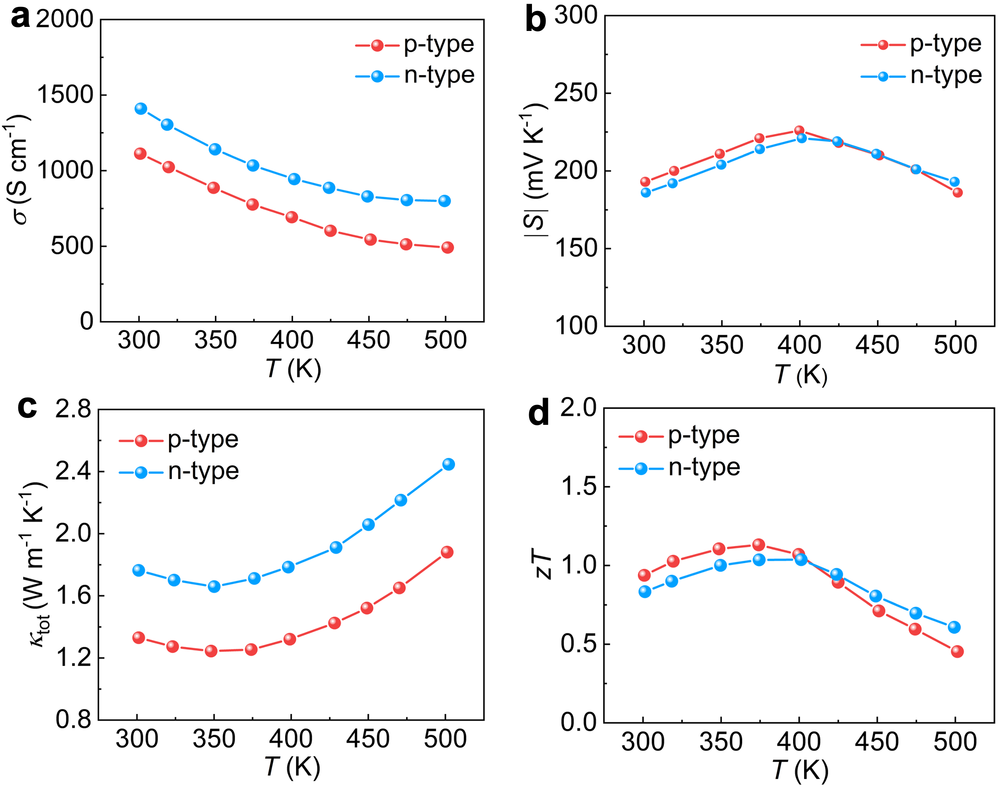 a
2000
1500
1000
500
0
σ (S cm⁻¹)
p-type
n-type
300 350 400 450 500
T (K)
b
300
250
200
150
100
|S| (mV K⁻¹)
p-type
n-type
300 350 400 450 500
T (K)
c
2.8
2.4
2.0
1.6
1.2
0.8
κtot (W m⁻¹ K⁻¹)
p-type
n-type
300 350 400 450 500
T (K)
d
2.0
1.5
1.0
0.5
0.0
zT
p-type
n-type
300 350 400 450 500
T (K)